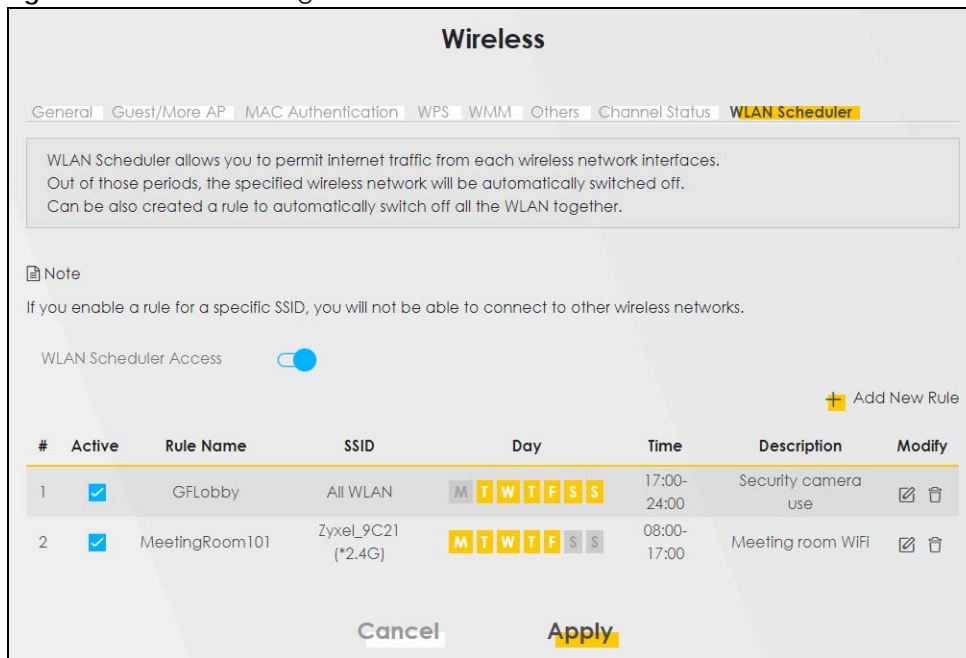 Wireless
General Guest/More AP MAC Authentication WPS WMM Others Channel Status WLAN Scheduler
WLAN Scheduler allows you to permit internet traffic from each wireless network interfaces.
Out of those periods, the specified wireless network will be automatically switched off.
Can be also created a rule to automatically switch off all the WLAN together.
Note
If you enable a rule for a specific SSID, you will not be able to connect to other wireless networks.
WLAN Scheduler Access
Add New Rule
# Active Rule Name SSID Day Time Description Modify
1 GFLobby All WLAN M T W T F S S 17:00-24:00 Security camera use
2 MeetingRoom101 Zyxel_9C21 (*2.4G) M T W T F S S 08:00-17:00 Meeting room WiFi
Cancel Apply